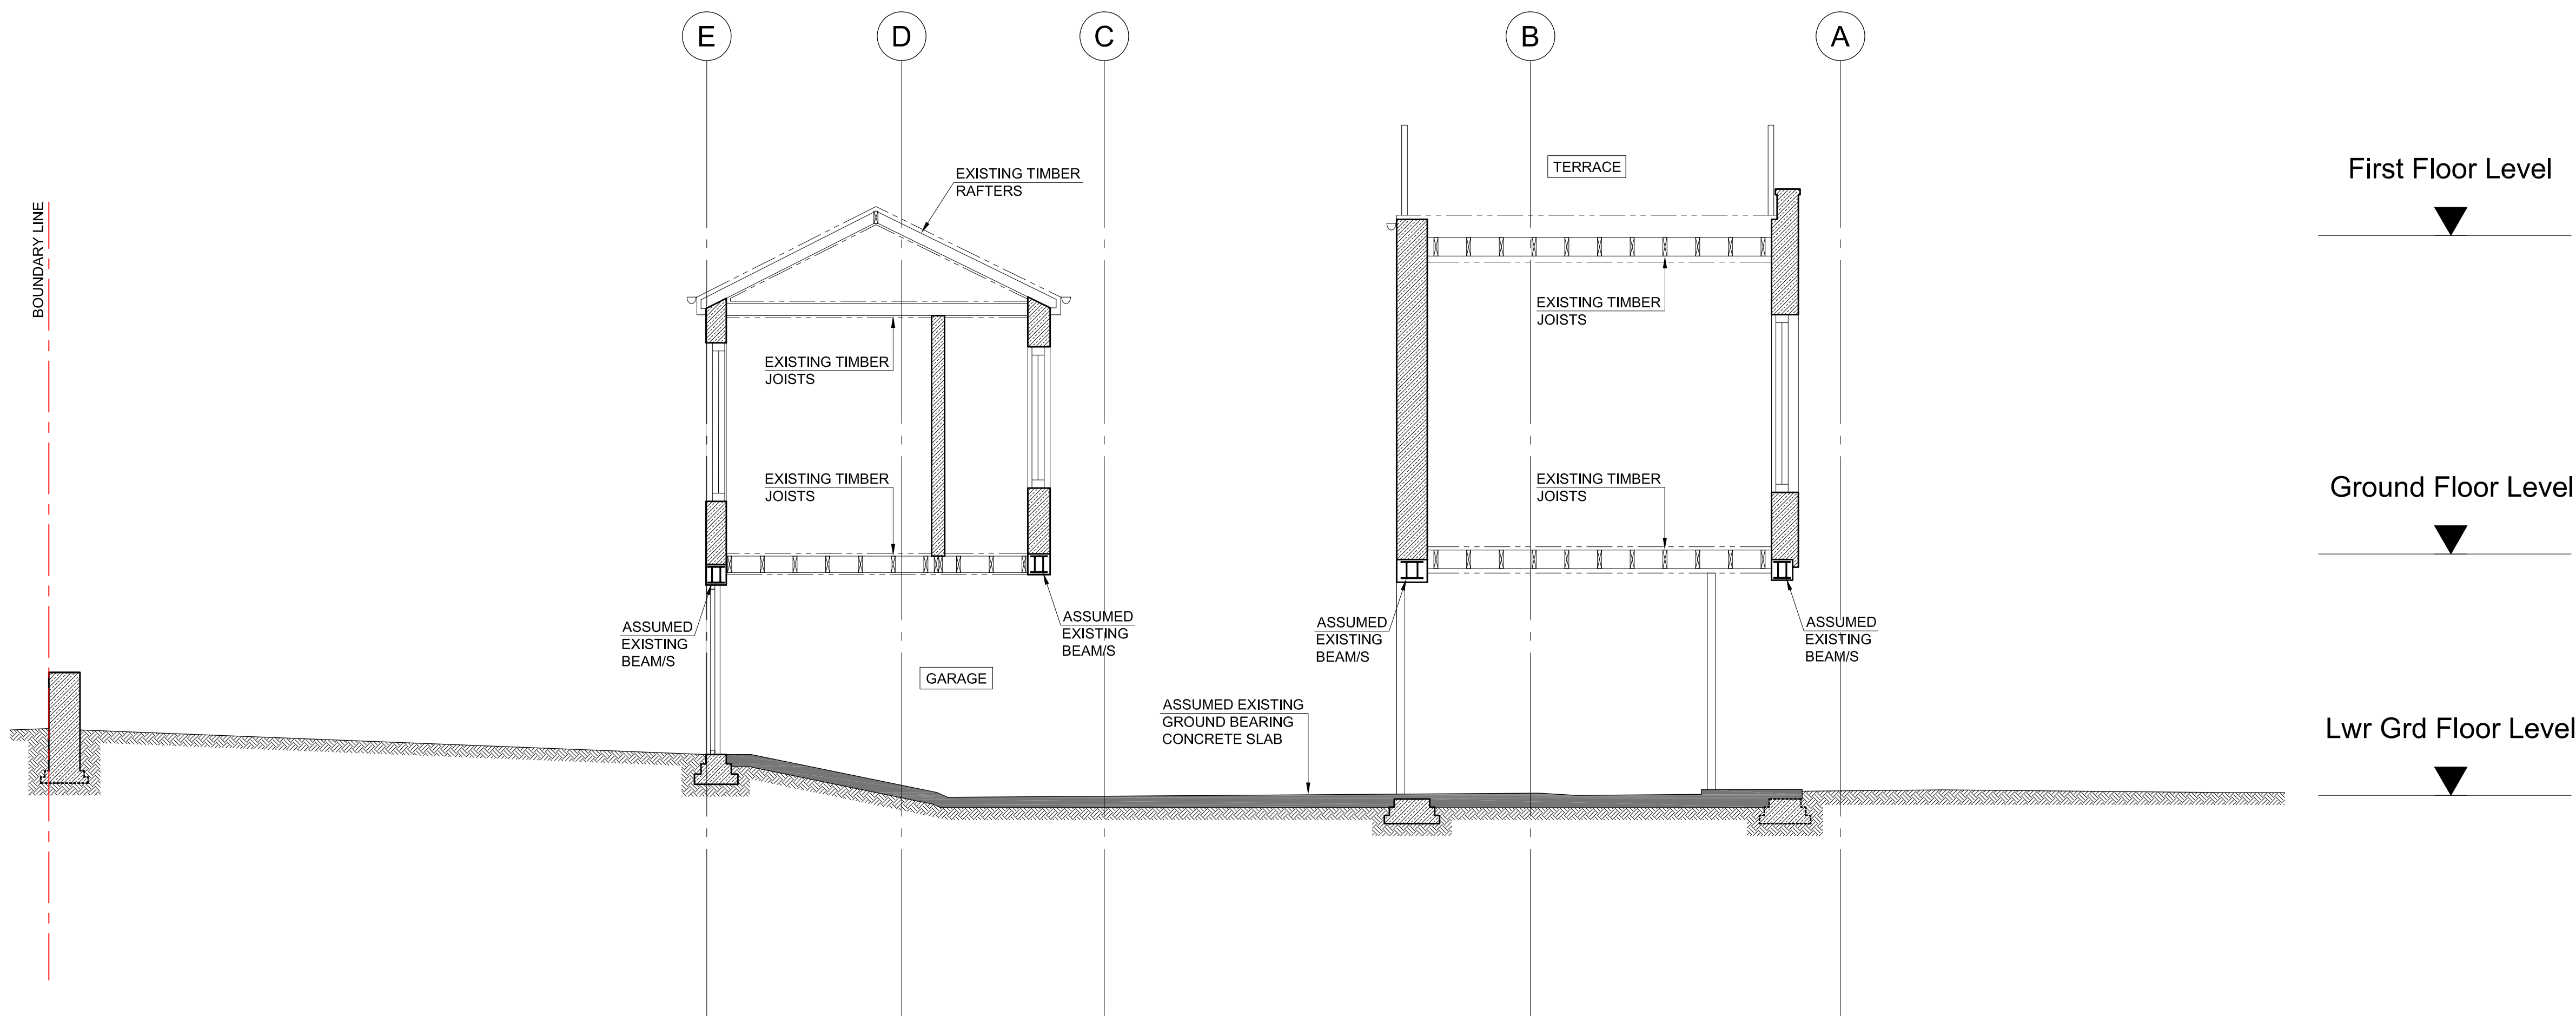 E
D
C
B
A
BOUNDARY LINE
EXISTING TIMBER
RAFTERS
TERRACE
First Floor Level
EXISTING TIMBER
JOISTS
EXISTING TIMBER
JOISTS
EXISTING TIMBER
JOISTS
EXISTING TIMBER
JOISTS
Ground Floor Level
ASSUMED
EXISTING
BEAM/S
ASSUMED
EXISTING
BEAM/S
ASSUMED
EXISTING
BEAM/S
ASSUMED
EXISTING
BEAM/S
GARAGE
ASSUMED EXISTING
GROUND BEARING
CONCRETE SLAB
Lwr Grd Floor Level